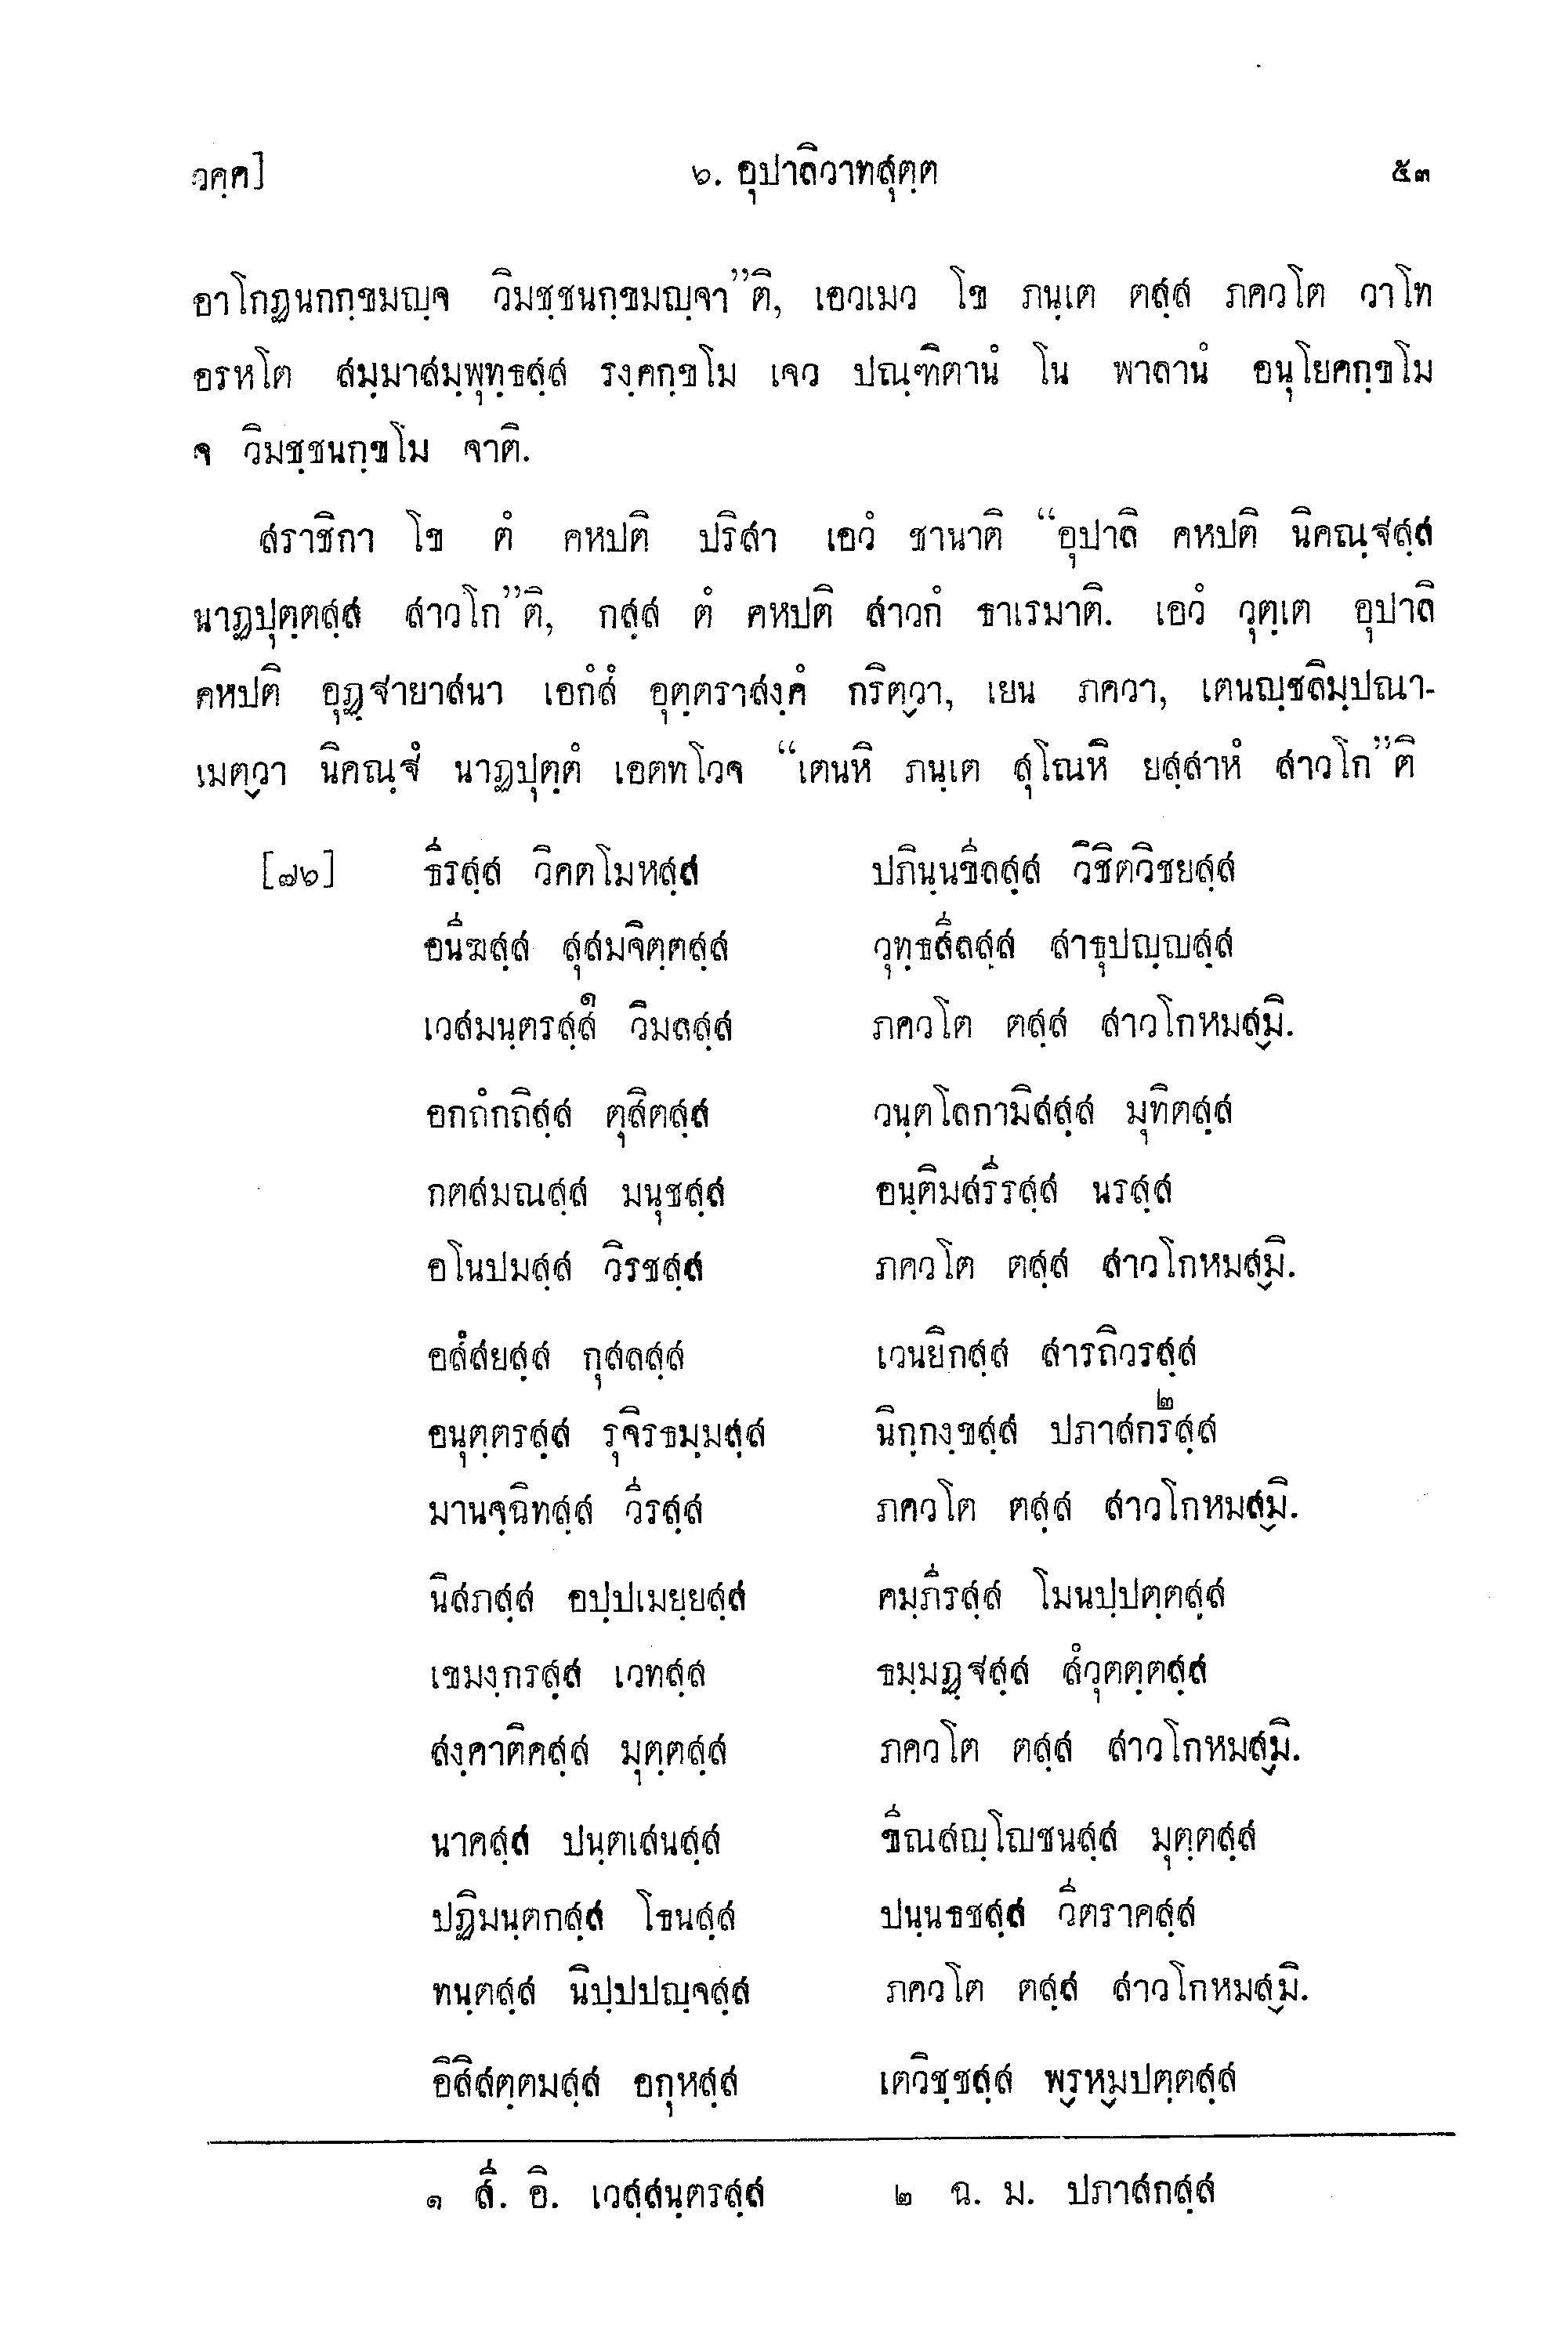 วคฺค] ๖. อุปาลิวาทสุตฺต ๕๓
อาโกฏนกกฺขมญฺจ วิมชฺชนกฺขมญฺจา”ติ, เอวเมว โข ภนฺเต ตสฺส ภควโต วาโท
อรหโต สมฺมาสมฺพุทฺธสฺส รงฺคกฺขโม เจว ปณฺฑิตานํ โน พาลานํ อนุโยคกฺขโม
จ วิมชฺชนกฺขโม จาติ.
สราชิกา โข ตํ คหปติ ปริสา เอวํ ชานาติ “อุปาลิ คหปติ นิคณฺฐสฺส
นาฏปุตฺตสฺส สาวโก”ติ, กสฺส ตํ คหปติ สาวกํ ธาเรมาติ. เอวํ วุตฺเต อุปาลิ
คหปติ อุฏฺฐายาสนา เอกํสํ อุตฺตราสงฺคํ กริตฺวา, เยน ภควา, เตนญฺชลิมฺปณา-
เมตฺวา นิคณฺฐํ นาฏปุตฺตํ เอตทโวจ “เตนหิ ภนฺเต สุโณหิ ยสฺสาหํ สาวโก”ติ
[๗๖] ธีรสฺส วิคตโมหสฺส ปภินฺนขีลสฺส วิชิตวิชยสฺส
อนีฆสฺส สุสมจิตฺตสฺส วุทฺธสีลสฺส สาธุปญฺญสฺส
เวสมนฺตรสฺส๑ วิมลสฺส ภควโต ตสฺส สาวโกหมสฺมิ.
อกถํกถิสฺส ตุสิตสฺส วนฺตโลกามิสสฺส มุทิตสฺส
กตสมณสฺส มนุชสฺส อนฺติมสรีรสฺส นรสฺส
อโนปมสฺส วิรชสฺส ภควโต ตสฺส สาวโกหมสฺมิ.
อสํสยสฺส กุสลสฺส เวนยิกสฺส สารถิวรสฺส
อนุตฺตรสฺส รุจิรธมฺมสฺส นิกฺกงฺขสฺส ปภาสกรสฺส๒
มานจฺฉิทสฺส วีรสฺส ภควโต ตสฺส สาวโกหมสฺมิ.
นิสภสฺส อปฺปเมยฺยสฺส คมฺภีรสฺส โมนปฺปตฺตสฺส
เขมงฺกรสฺส เวทสฺส ธมฺมฏฺฐสฺส สํวุตตฺตสฺส
สงฺคาติคสฺส มุตฺตสฺส ภควโต ตสฺส สาวโกหมสฺมิ.
นาคสฺส ปนฺตเสนสฺส ขีณสญฺโญชนสฺส มุตฺตสฺส
ปฏิมนฺตกสฺส โธนสฺส ปนฺนธชสฺส วีตราคสฺส
ทนฺตสฺส นิปฺปปญฺจสฺส ภควโต ตสฺส สาวโกหมสฺมิ.
อิสิสตฺตมสฺส อกุหสฺส เตวิชฺชสฺส พฺรหฺมปตฺตสฺส
๑ สี. อิ. เวสฺสนฺตรสฺส ๒ ฉ. ม. ปภาสกสฺส